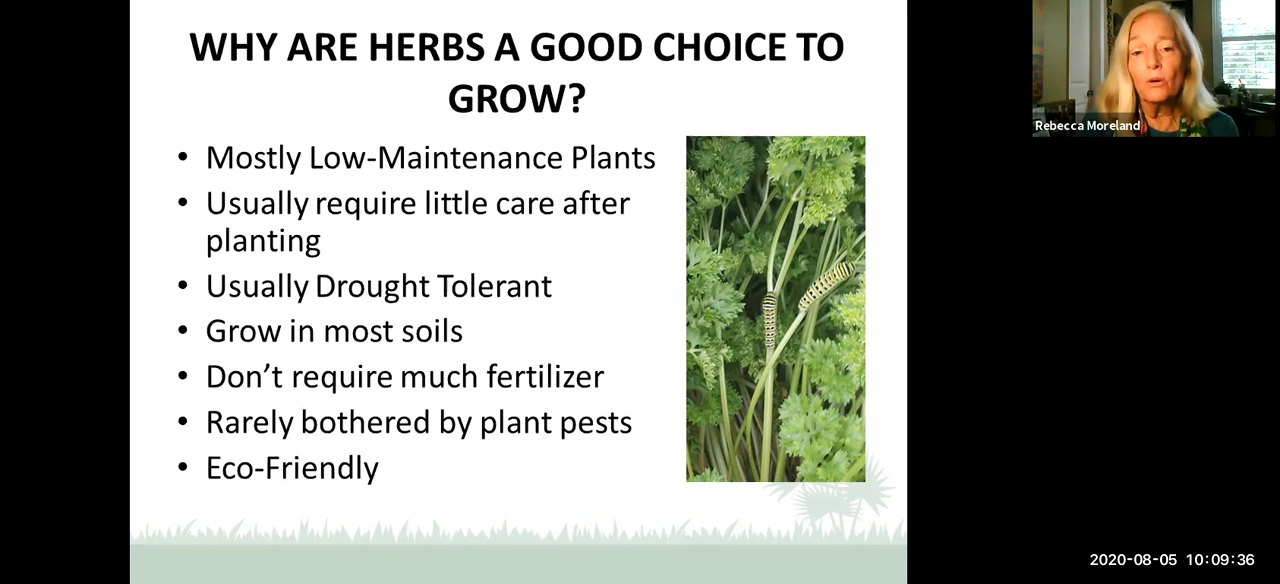 WHY ARE HERBS A GOOD CHOICE TO
GROW?
• Mostly Low-Maintenance Plants
• Usually require little care after
planting
• Usually Drought Tolerant
• Grow in most soils
• Don’t require much fertilizer
• Rarely bothered by plant pests
• Eco-Friendly
Rebecca Moreland
2020-08-05 10:09:36